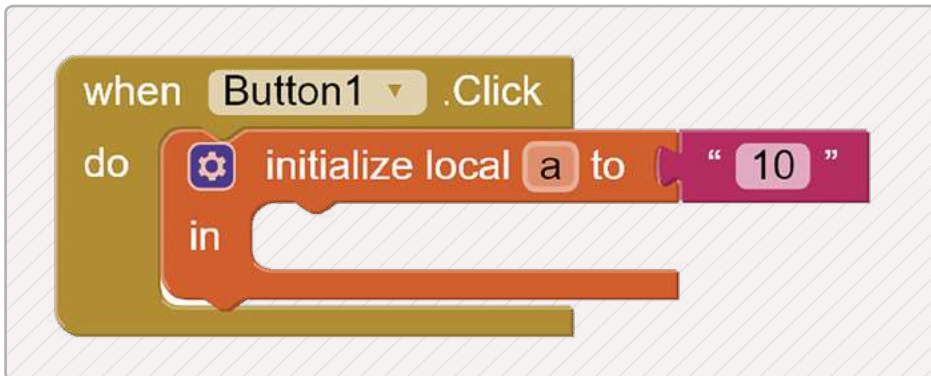 when Button1 .Click
do initialize local a to “ 10 ”
in